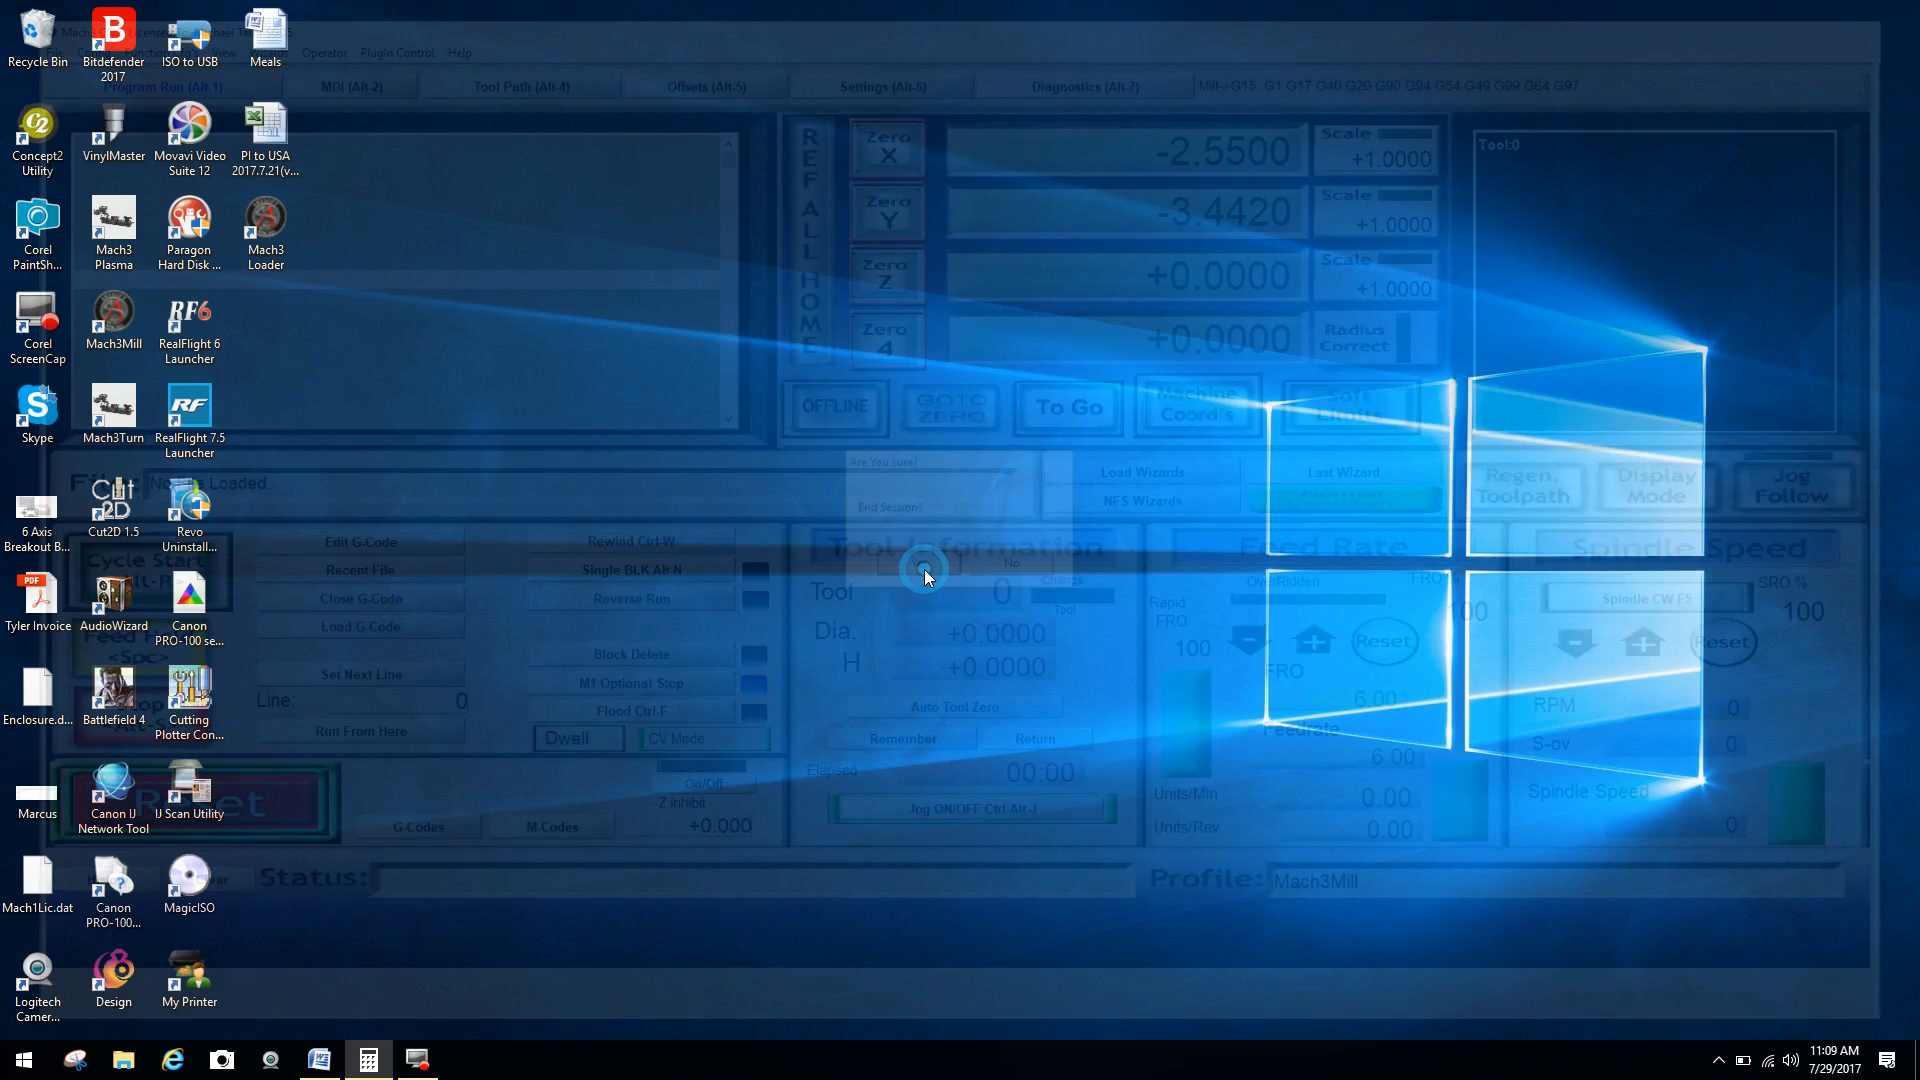 Recycle Bin
Bitdefender
2017
ISO to USB
Meals
Concept2
Utility
VinylMaster
Movavi Video
Suite 12
PI to USA
2017.7.21(v...
Corel
PaintSh...
Mach3
Plasma
Paragon
Hard Disk ...
Mach3
Loader
Corel
ScreenCap
Mach3Mill
RealFlight 6
Launcher
Skype
Mach3Turn
RealFlight 7.5
Launcher
6 Axis
Breakout B...
Cut2D 1.5
Revo
Uninstall...
Tyler Invoice
AudioWizard
Canon
PRO-100 se...
Enclosure.d...
Battlefield 4
Cutting
Plotter Con...
Marcus
Canon IJ
Network Tool
IJ Scan Utility
Mach1Lic.dat
Canon
PRO-100...
MagicISO
Logitech
Camer...
Design
My Printer
Operator PlugIn Control Help
Program Run (Alt-1) MDI (Alt-2) Tool Path (Alt-4) Offsets (Alt-5) Settings (Alt-6) Diagnostics (Alt-7) Mill->G15 G1 G17 G40 G20 G90 G94 G54 G49 G99 G64 G97
REF ALL HOME
Zero X -2.5500 Scale +1.0000
Zero Y -3.4420 Scale +1.0000
Zero Z +0.0000 Scale +1.0000
Zero 4 +0.0000 Radius Correct
Tool:0
OFFLINE GOTO ZERO To Go Machine Coord's Soft Limits
Load Wizards Last Wizard
NFS Wizards
Regen. Toolpath Display Mode Jog Follow
Are You sure?
End Session?
No
Cycle Start
Edit G-Code
Recent File
Close G-Code
Load G-Code
Set Next Line
Line: 0
Run From Here
Rewind Ctrl-W
Single BLK Alt-N
Reverse Run
Block Delete
M1 Optional Stop
Flood Ctrl-F
Dwell CV Mode
Reset
G-Codes M-Codes
On/Off
Z Inhibit
+0.000
Tool Information
Tool 0 Change Tool
Dia. +0.0000
H +0.0000
Auto Tool Zero
Remember Return
Elapsed 00:00
Jog ON/OFF Ctrl-Alt-J
Feed Rate
OverRidden FRO 100
Rapid FRO 100
Reset
FRO 6.00
Feedrate 6.00
Units/Min 0.00
Units/Rev 0.00
Spindle Speed
Spindle CW F5
SRO % 100
Reset
RPM 0
S-ov 0
Spindle Speed 0
Status:
Profile: Mach3Mill
11:09 AM
7/29/2017